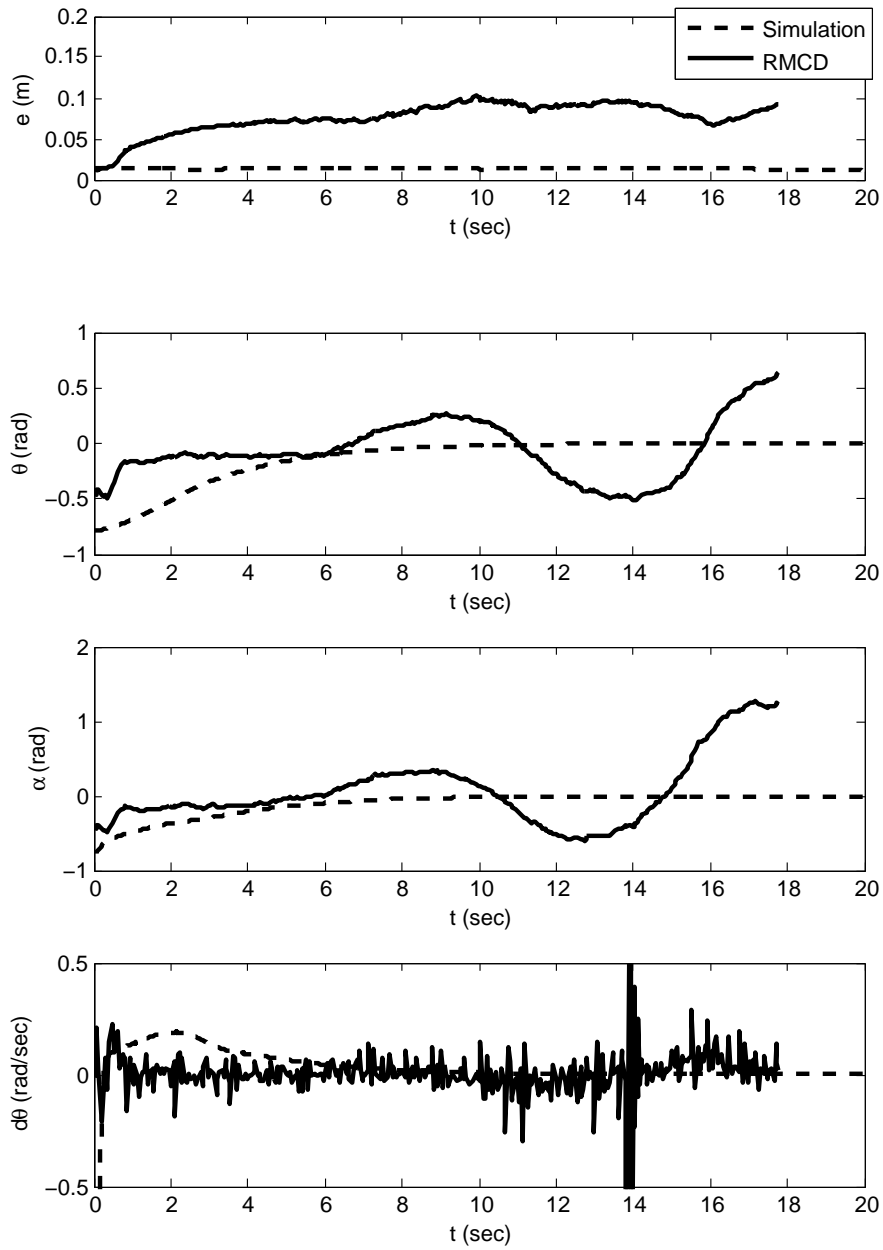 0.2
0.15
0.1
0.05
0
e (m)
Simulation
RMCD
0 2 4 6 8 10 12 14 16 18 20
t (sec)
1
0.5
0
−0.5
−1
θ (rad)
0 2 4 6 8 10 12 14 16 18 20
t (sec)
2
1
0
−1
α (rad)
0 2 4 6 8 10 12 14 16 18 20
t (sec)
0.5
0
−0.5
dθ (rad/sec)
0 2 4 6 8 10 12 14 16 18 20
t (sec)